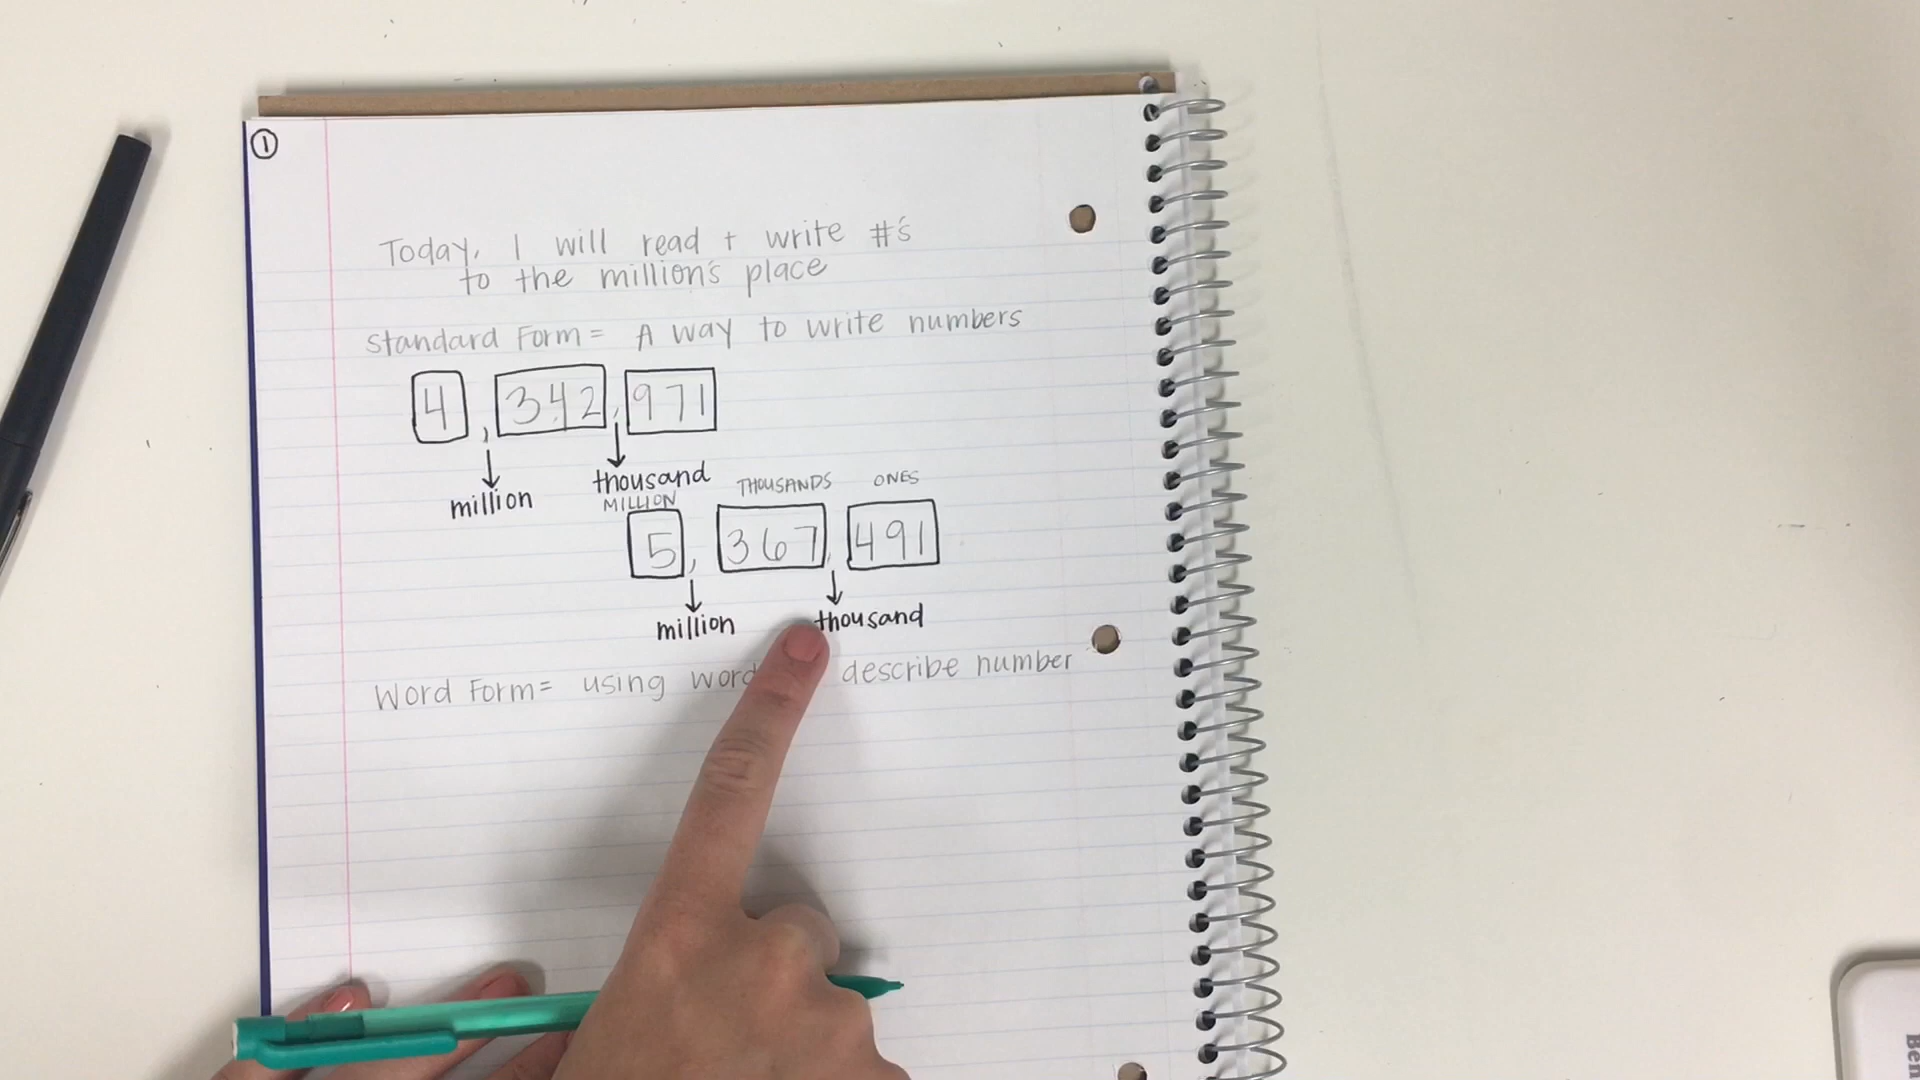 ①
Today, I will read + write #'s
to the million's place
Standard Form = A way to write numbers
4, 342, 971
million thousand
MILLION THOUSANDS ONES
5, 367, 491
million thousand
Word Form = using word describe number
Ben